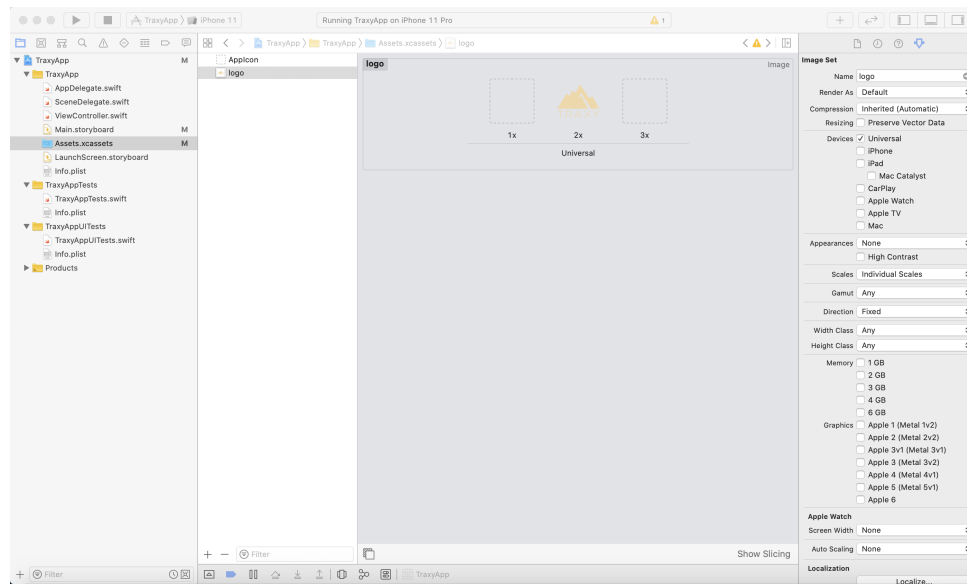 TraxyApp 〉 iPhone 11
Running TraxyApp on iPhone 11 Pro
1
TraxyApp 〉 TraxyApp 〉 Assets.xcassets 〉 logo
TraxyApp M
TraxyApp
AppDelegate.swift
SceneDelegate.swift
ViewController.swift
Main.storyboard M
Assets.xcassets M
LaunchScreen.storyboard
Info.plist
TraxyAppTests
TraxyAppTests.swift
Info.plist
TraxyAppUITests
TraxyAppUITests.swift
Info.plist
Products
Filter
AppIcon
logo
Filter
logo Image
TRAXY
1x 2x 3x
Universal
Show Slicing
TraxyApp
Image Set
Name logo
Render As Default
Compression Inherited (Automatic)
Resizing Preserve Vector Data
Devices Universal
iPhone
iPad
Mac Catalyst
CarPlay
Apple Watch
Apple TV
Mac
Appearances None
High Contrast
Scales Individual Scales
Gamut Any
Direction Fixed
Width Class Any
Height Class Any
Memory 1 GB
2 GB
3 GB
4 GB
6 GB
Graphics Apple 1 (Metal 1v2)
Apple 2 (Metal 2v2)
Apple 3v1 (Metal 3v1)
Apple 3 (Metal 3v2)
Apple 4 (Metal 4v1)
Apple 5 (Metal 5v1)
Apple 6
Apple Watch
Screen Width None
Auto Scaling None
Localization
Localize...